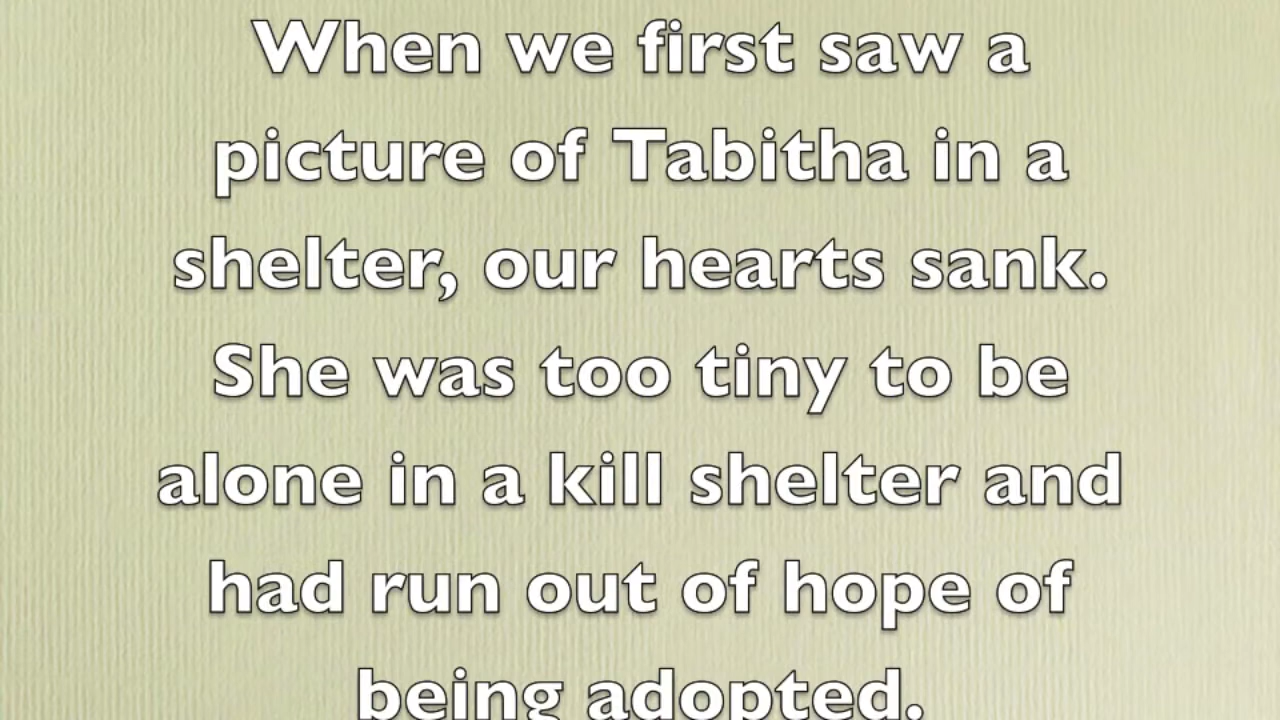 When we first saw a
picture of Tabitha in a
shelter, our hearts sank.
She was too tiny to be
alone in a kill shelter and
had run out of hope of
being adopted.